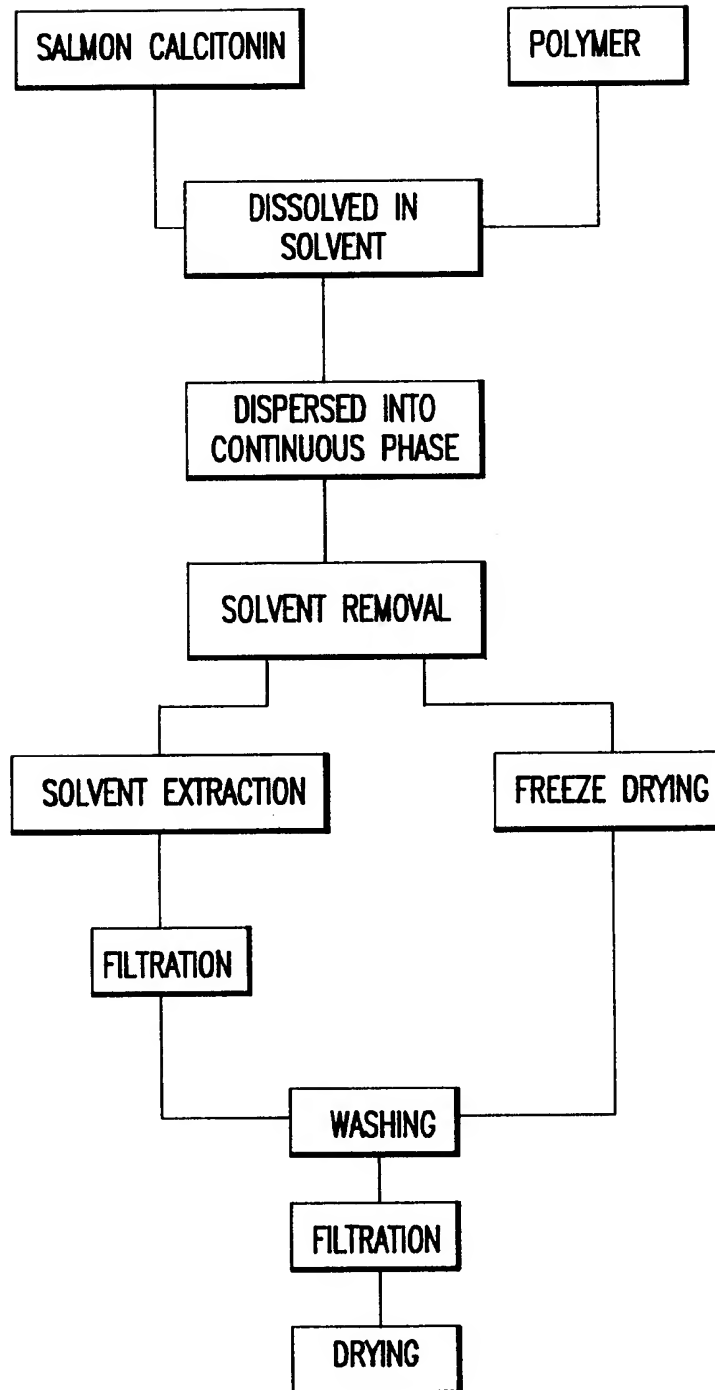 SALMON CALCITONIN
POLYMER
DISSOLVED IN
SOLVENT
DISPERSED INTO
CONTINUOUS PHASE
SOLVENT REMOVAL
SOLVENT EXTRACTION
FREEZE DRYING
FILTRATION
WASHING
FILTRATION
DRYING